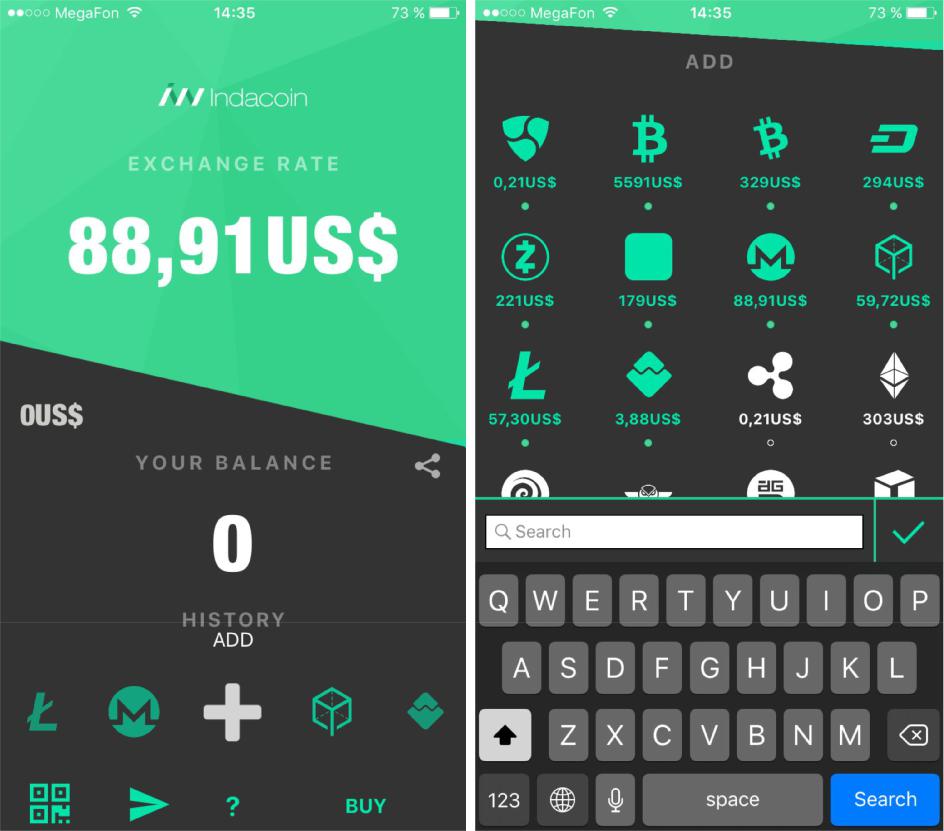 MegaFon 14:35 73 %
Indacoin
EXCHANGE RATE
88,91US$
0US$
YOUR BALANCE
0
HISTORY
ADD
?
BUY
MegaFon 14:35 73 %
ADD
0,21US$ 5591US$ 329US$ 294US$
221US$ 179US$ 88,91US$ 59,72US$
57,30US$ 3,88US$ 0,21US$ 303US$
Search
Q W E R T Y U I O P
A S D F G H J K L
Z X C V B N M
123 space Search